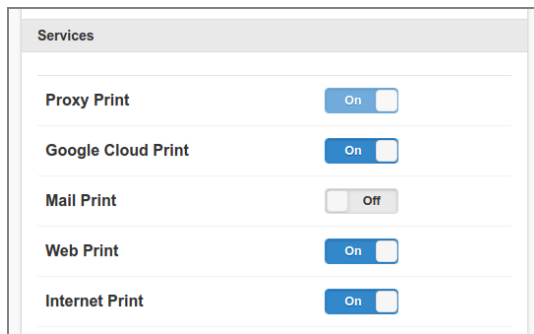 Services
Proxy Print On
Google Cloud Print On
Mail Print Off
Web Print On
Internet Print On